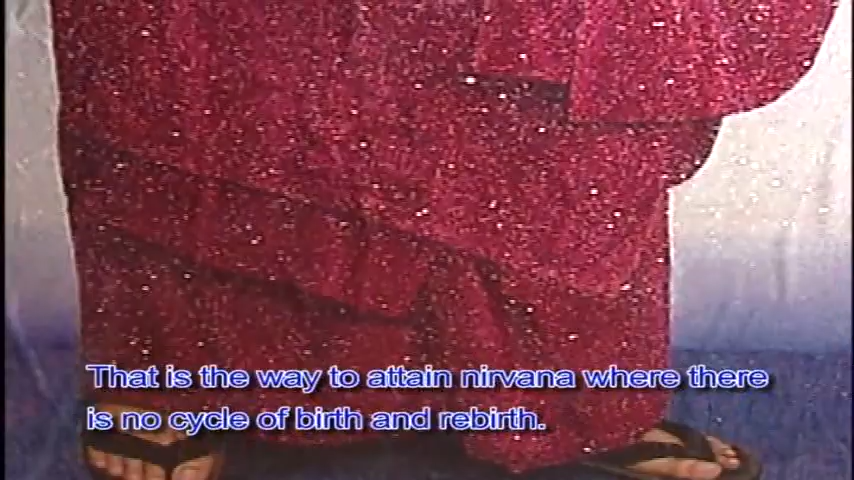 That is the way to attain nirvana where there
is no cycle of birth and rebirth.